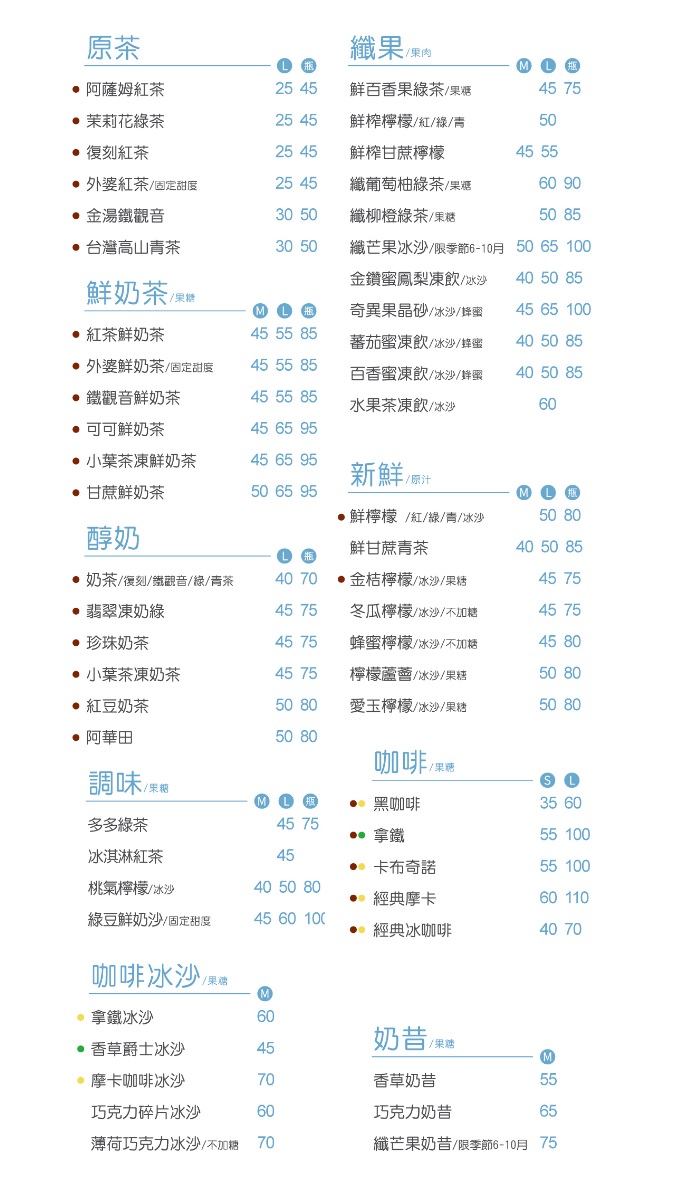 原茶
L 瓶
阿薩姆紅茶 25 45
茉莉花綠茶 25 45
復刻紅茶 25 45
外婆紅茶/固定甜度 25 45
金湯鐵觀音 30 50
台灣高山青茶 30 50
鮮奶茶/果糖
M L 瓶
紅茶鮮奶茶 45 55 85
外婆鮮奶茶/固定甜度 45 55 85
鐵觀音鮮奶茶 45 55 85
可可鮮奶茶 45 65 95
小葉茶凍鮮奶茶 45 65 95
甘蔗鮮奶茶 50 65 95
醇奶
L 瓶
奶茶/復刻/鐵觀音/綠/青茶 40 70
翡翠凍奶綠 45 75
珍珠奶茶 45 75
小葉茶凍奶茶 45 75
紅豆奶茶 50 80
阿華田 50 80
調味/果糖
M L 瓶
多多綠茶 45 75
冰淇淋紅茶 45
桃氣檸檬/冰沙 40 50 80
綠豆鮮奶沙/固定甜度 45 60 100
咖啡冰沙/果糖
M
拿鐵冰沙 60
香草爵士冰沙 45
摩卡咖啡冰沙 70
巧克力碎片冰沙 60
薄荷巧克力冰沙/不加糖 70
纖果/果肉
M L 瓶
鮮百香果綠茶/果糖 45 75
鮮榨檸檬/紅/綠/青 50
鮮榨甘蔗檸檬 45 55
纖葡萄柚綠茶/果糖 60 90
纖柳橙綠茶/果糖 50 85
纖芒果冰沙/限季節6-10月 50 65 100
金鑽蜜鳳梨凍飲/冰沙 40 50 85
奇異果晶砂/冰沙/蜂蜜 45 65 100
蕃茄蜜凍飲/冰沙/蜂蜜 40 50 85
百香蜜凍飲/冰沙/蜂蜜 40 50 85
水果茶凍飲/冰沙 60
新鮮/原汁
M L 瓶
鮮檸檬 /紅/綠/青/冰沙 50 80
鮮甘蔗青茶 40 50 85
金桔檸檬/冰沙/果糖 45 75
冬瓜檸檬/冰沙/不加糖 45 75
蜂蜜檸檬/冰沙/不加糖 45 80
檸檬蘆薈/冰沙/果糖 50 80
愛玉檸檬/冰沙/果糖 50 80
咖啡/果糖
S L
黑咖啡 35 60
拿鐵 55 100
卡布奇諾 55 100
經典摩卡 60 110
經典冰咖啡 40 70
奶昔/果糖
M
香草奶昔 55
巧克力奶昔 65
纖芒果奶昔/限季節6-10月 75